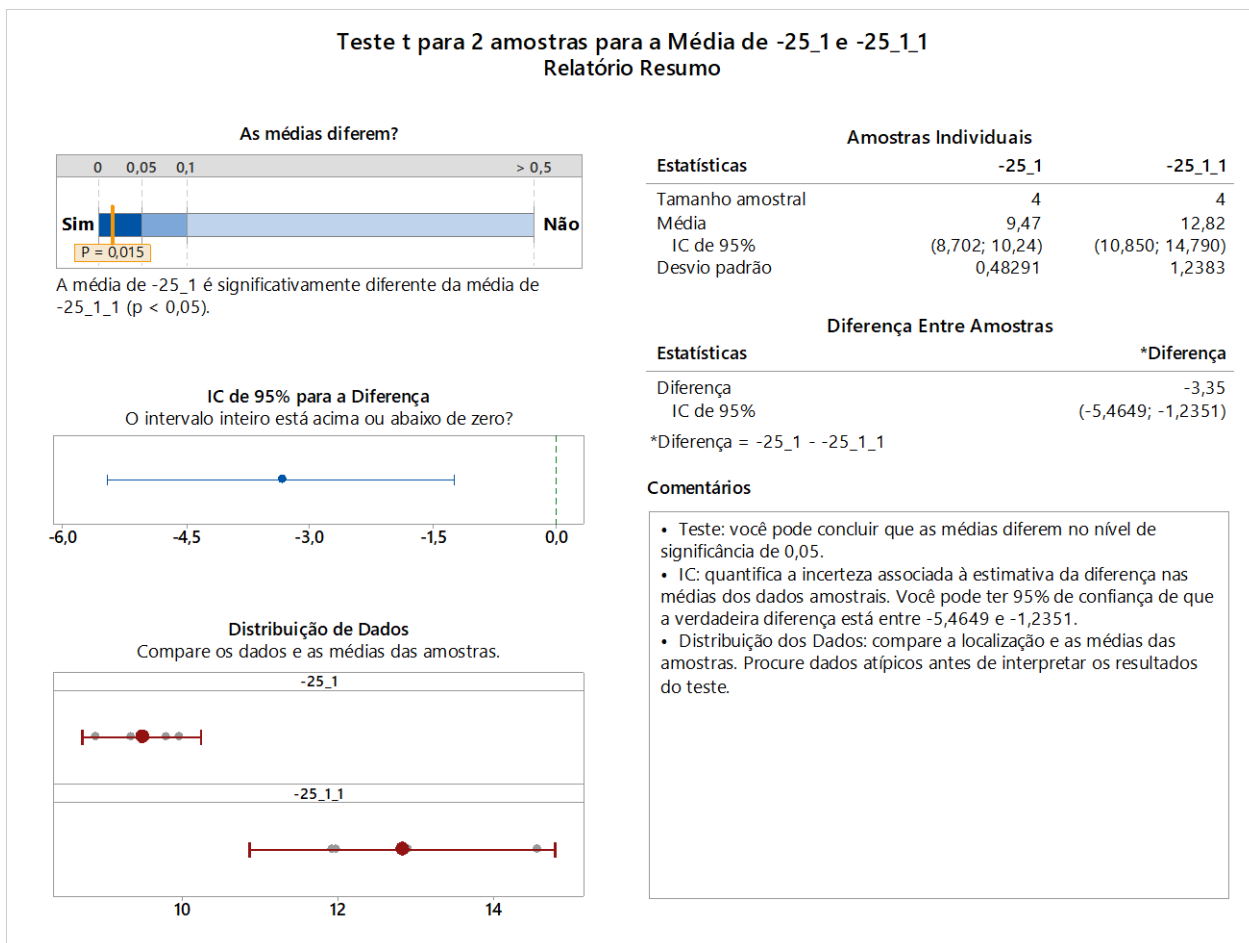 Teste t para 2 amostras para a Média de -25_1 e -25_1_1
Relatório Resumo
As médias diferem?
0 0,05 0,1 > 0,5
Sim Não
P = 0,015
A média de -25_1 é significativamente diferente da média de
-25_1_1 (p < 0,05).
IC de 95% para a Diferença
O intervalo inteiro está acima ou abaixo de zero?
-6,0 -4,5 -3,0 -1,5 0,0
Distribuição de Dados
Compare os dados e as médias das amostras.
-25_1
-25_1_1
10 12 14
Amostras Individuais
Estatísticas -25_1 -25_1_1
Tamanho amostral 4 4
Média 9,47 12,82
IC de 95% (8,702; 10,24) (10,850; 14,790)
Desvio padrão 0,48291 1,2383
Diferença Entre Amostras
Estatísticas *Diferença
Diferença -3,35
IC de 95% (-5,4649; -1,2351)
*Diferença = -25_1 - -25_1_1
Comentários
• Teste: você pode concluir que as médias diferem no nível de
significância de 0,05.
• IC: quantifica a incerteza associada à estimativa da diferença nas
médias dos dados amostrais. Você pode ter 95% de confiança de que
a verdadeira diferença está entre -5,4649 e -1,2351.
• Distribuição dos Dados: compare a localização e as médias das
amostras. Procure dados atípicos antes de interpretar os resultados
do teste.